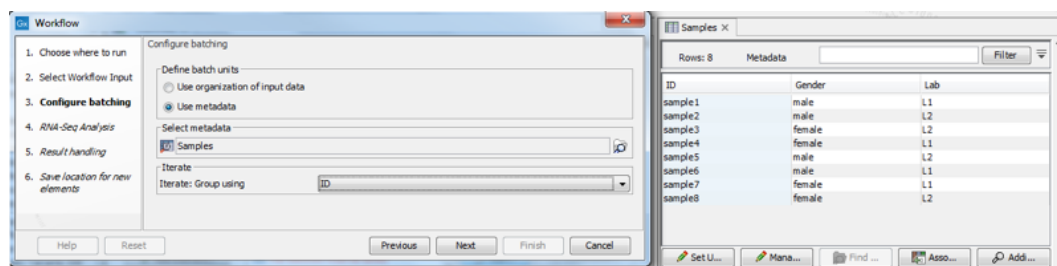 Gx Workflow
1. Choose where to run
2. Select Workflow Input
3. Configure batching
4. RNA-Seq Analysis
5. Result handling
6. Save location for new
elements
Configure batching
Define batch units
Use organization of input data
Use metadata
Select metadata
Samples
Iterate
Iterate: Group using ID
Help Reset Previous Next Finish Cancel
Samples
Rows: 8 Metadata Filter
ID Gender Lab
sample1 male L1
sample2 male L2
sample3 female L2
sample4 female L1
sample5 male L2
sample6 male L1
sample7 female L1
sample8 female L2
Set U... Mana... Find ... Asso... Addi...